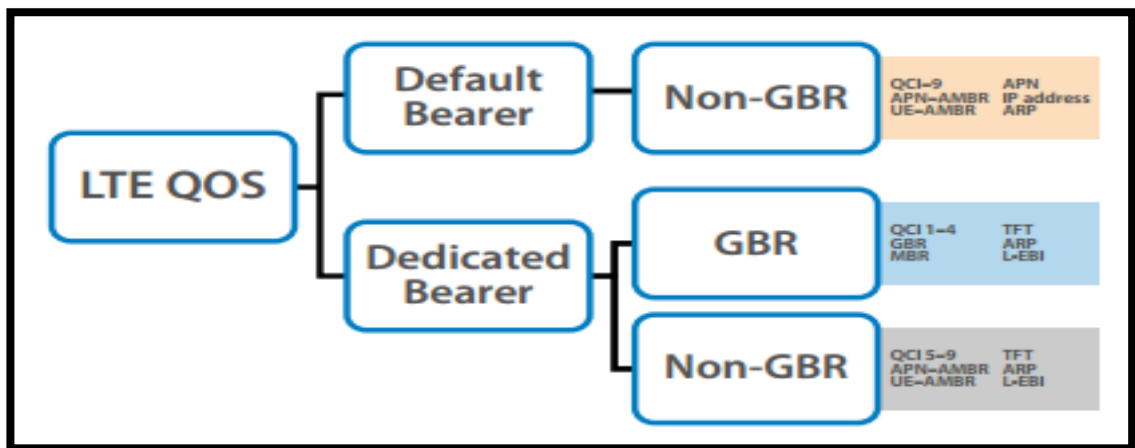 LTE QOS
Default
Bearer
Non-GBR
QCI-9 APN
APN-AMBR IP address
UE-AMBR ARP
Dedicated
Bearer
GBR
QCI 1-4 TFT
GBR ARP
MBR L-EBI
Non-GBR
QCI 5-9 TFT
APN-AMBR ARP
UE-AMBR L-EBI